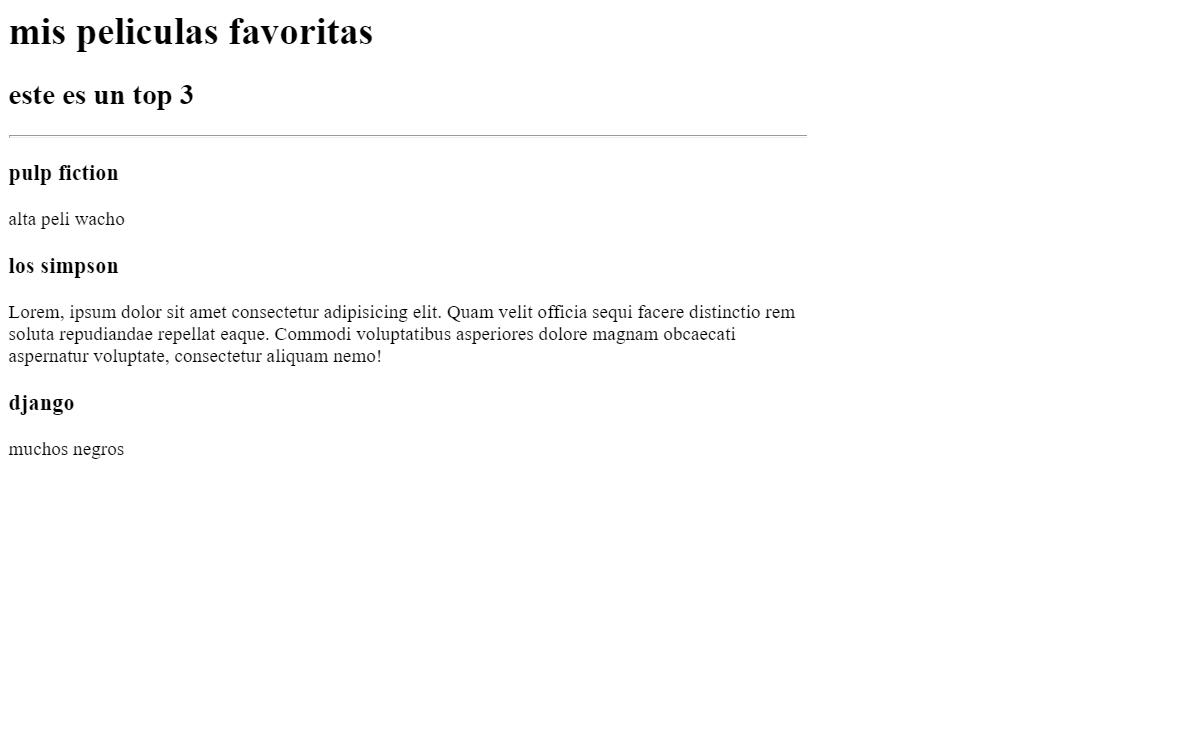 mis peliculas favoritas
este es un top 3
pulp fiction
alta peli wacho
los simpson
Lorem, ipsum dolor sit amet consectetur adipisicing elit. Quam velit officia sequi facere distinctio rem
soluta repudiandae repellat eaque. Commodi voluptatibus asperiores dolore magnam obcaecati
aspernatur voluptate, consectetur aliquam nemo!
django
muchos negros